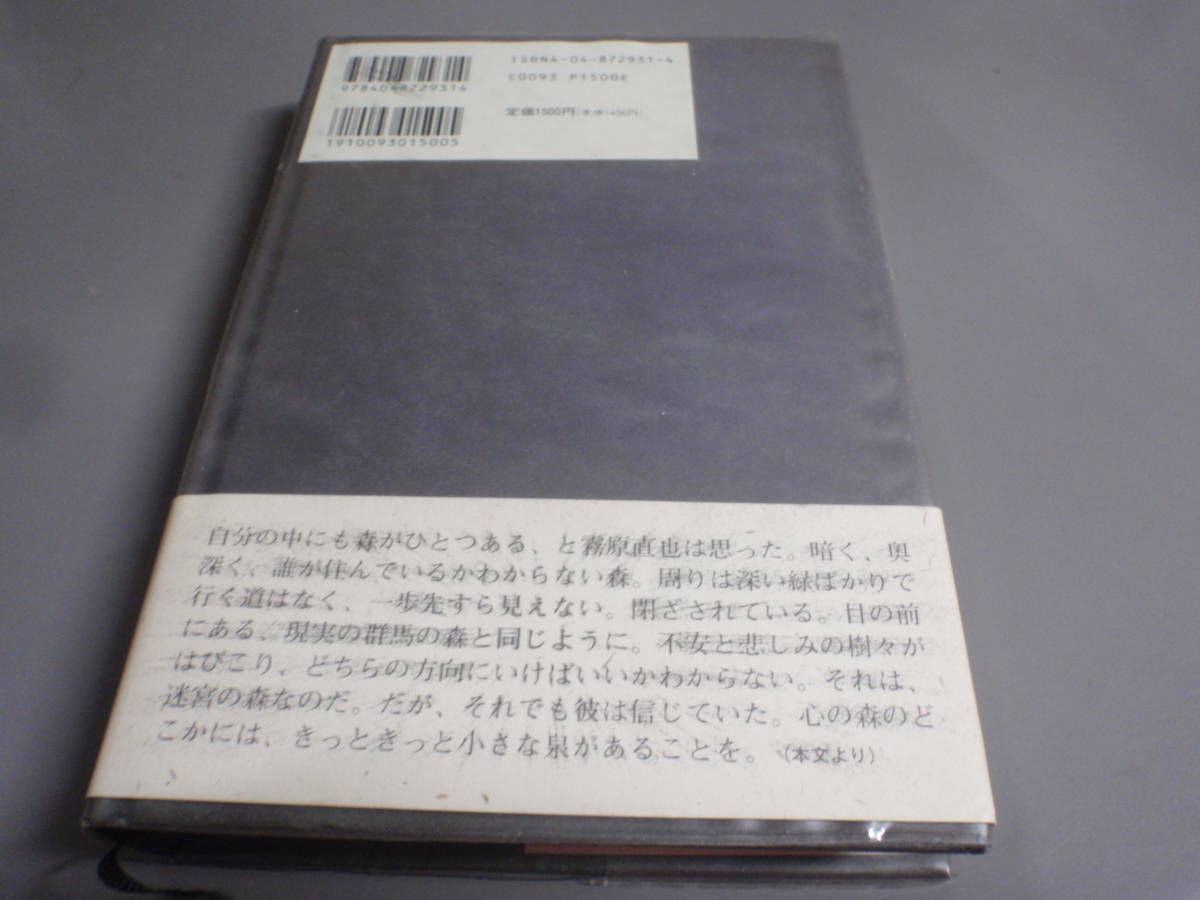 ISBN4-04-872931-4
C0093 P1500E
9784048729314
定価1500円(本体1456円)
1910093015005
自分の中にも森がひとつある、と霧原直也は思った。暗く、奥
深く、誰が住んでいるかわからない森。周りは深い緑ばかりで
行く道はなく、一歩先すら見えない。閉ざされている。目の前
にある、現実の群馬の森と同じように。不安と悲しみの樹々が
はびこり、どちらの方向にいけばいいかわからない。それは、
迷宮の森なのだ。だが、それでも彼は信じていた。心の森のど
こかには、きっときっと小さな泉があることを。(本文より)